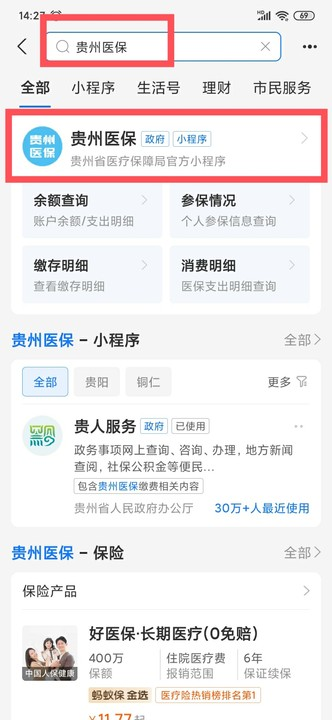 14:27
69
贵州医保
全部 小程序 生活号 理财 市民服务
贵州医保
贵州医保 政府 小程序
贵州省医疗保障局官方小程序
余额查询 参保情况
账户余额/支出明细 个人参保信息查询
缴存明细 消费明细
查看缴存明细 医保支出明细查询
贵州医保 - 小程序 全部
全部 贵阳 铜仁 更多
贵人服务 政府 已使用
政务事项网上查询、咨询、办理，地方新闻
查阅，社保公积金等便民...
包含贵州医保缴费相关内容
贵州省人民政府办公厅 30万+人最近使用
贵州医保 - 保险 全部
保险产品
好医保·长期医疗(0免赔)
400万 住院医疗费 6年
保额 报销范围 保证续保
中国人保健康
蚂蚁保 金选 医疗险热销榜排名第1
¥11.77起